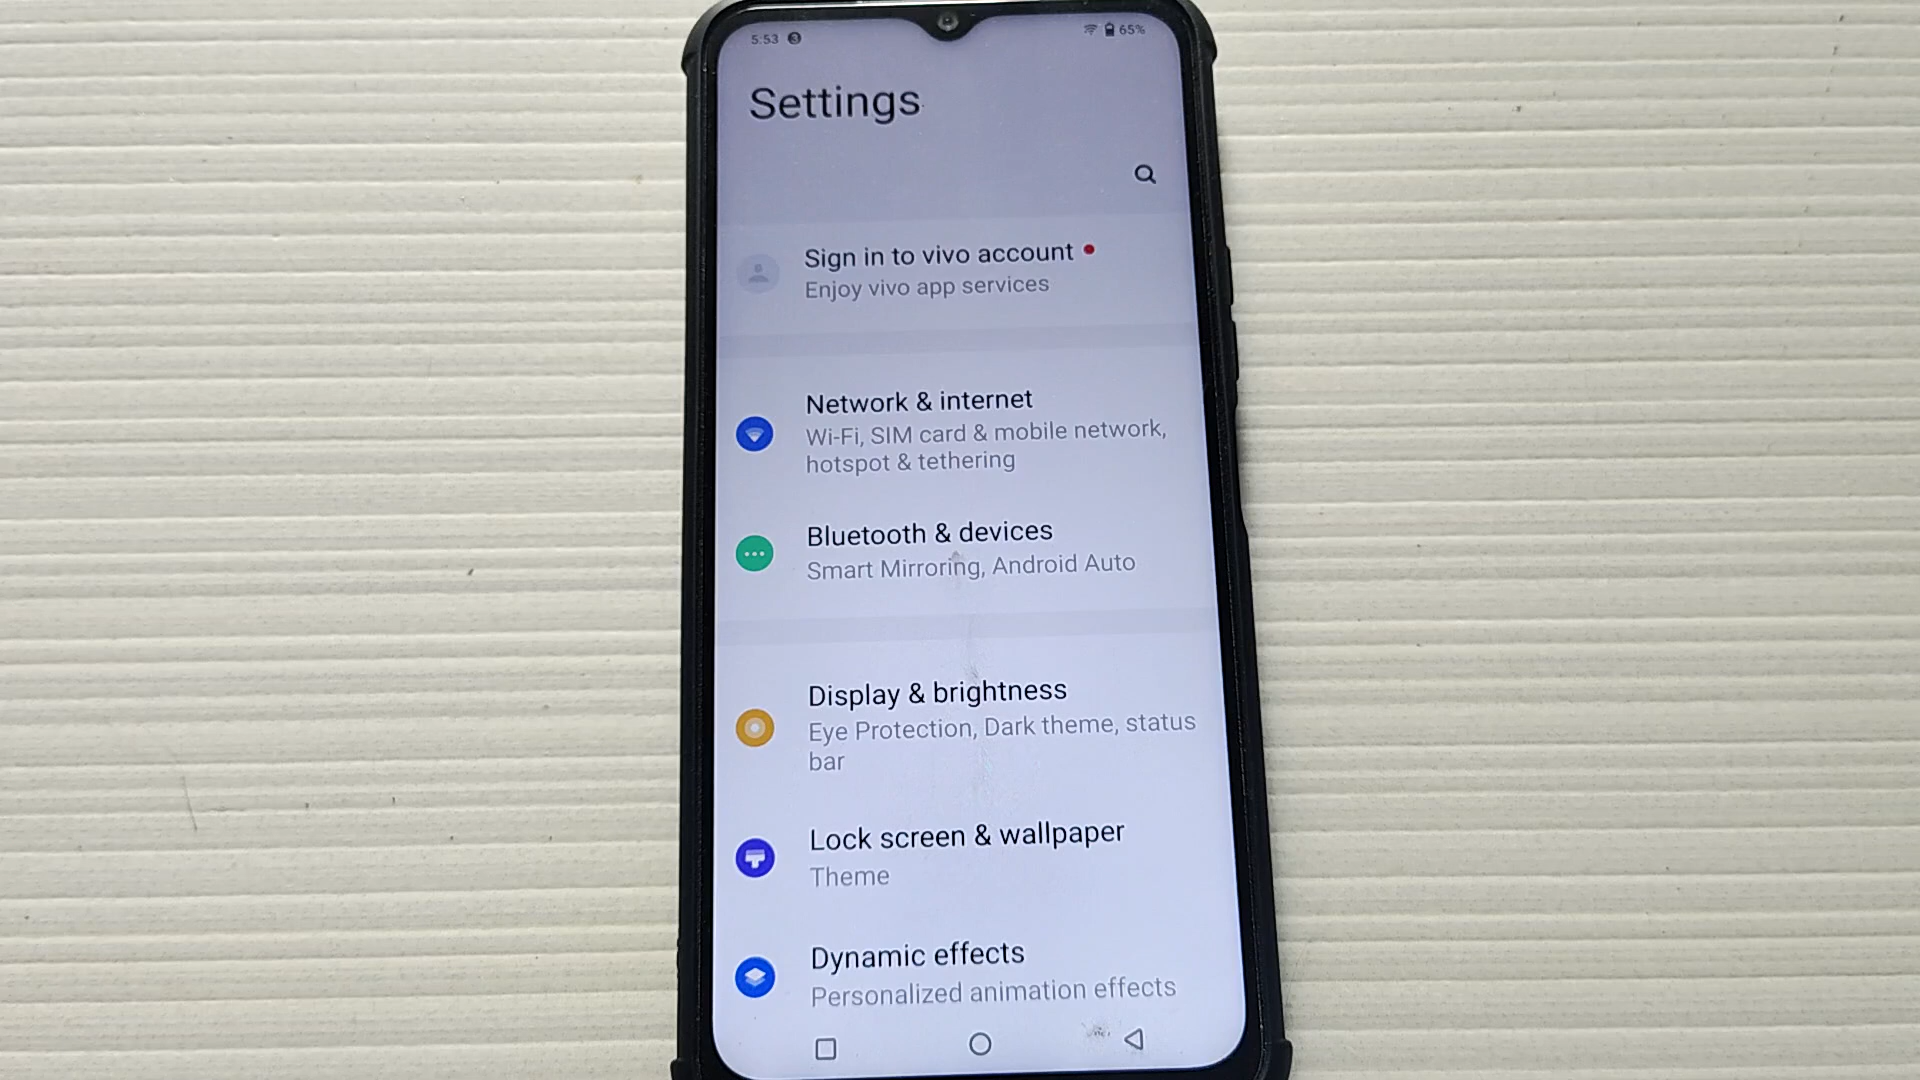 5:53 3 65%
Settings
Sign in to vivo account
Enjoy vivo app services
Network & internet
Wi-Fi, SIM card & mobile network,
hotspot & tethering
Bluetooth & devices
Smart Mirroring, Android Auto
Display & brightness
Eye Protection, Dark theme, status
bar
Lock screen & wallpaper
Theme
Dynamic effects
Personalized animation effects